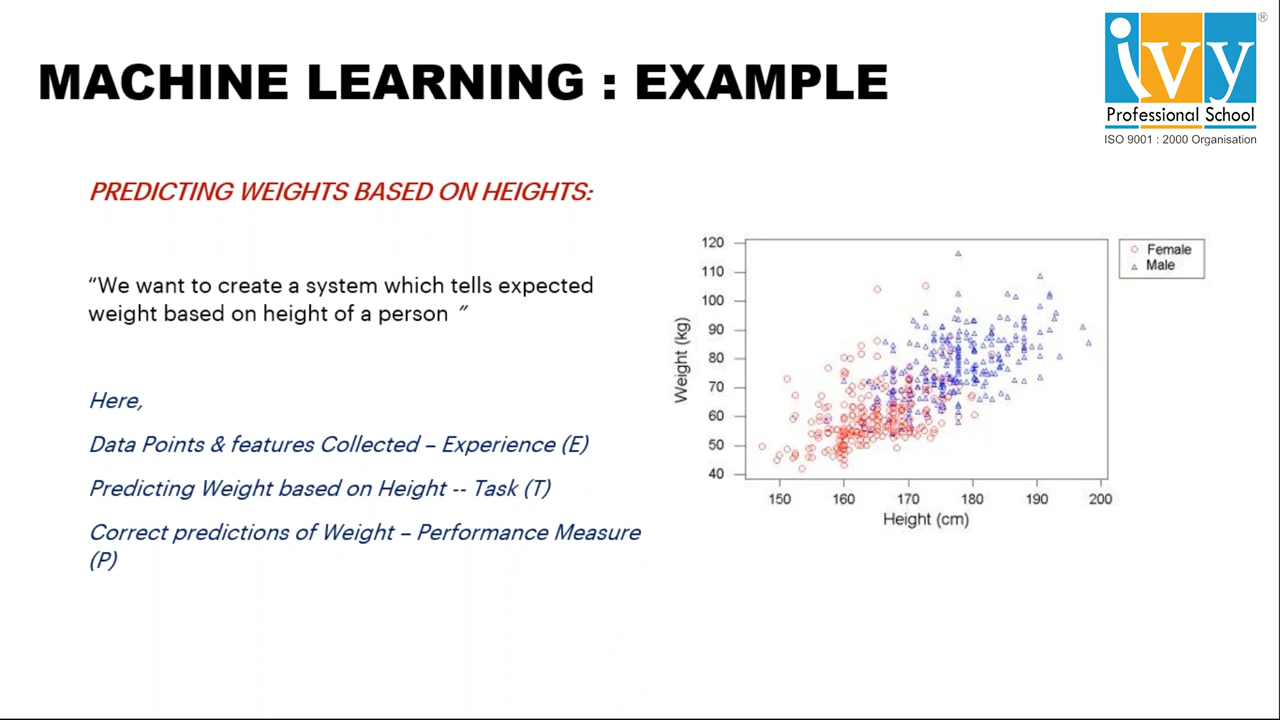 ivy
®
Professional School
ISO 9001 : 2000 Organisation
MACHINE LEARNING : EXAMPLE
PREDICTING WEIGHTS BASED ON HEIGHTS:
“We want to create a system which tells expected
weight based on height of a person ”
Here,
Data Points & features Collected – Experience (E)
Predicting Weight based on Height -- Task (T)
Correct predictions of Weight – Performance Measure
(P)
Female
Male
Weight (kg)
120
110
100
90
80
70
60
50
40
150 160 170 180 190 200
Height (cm)